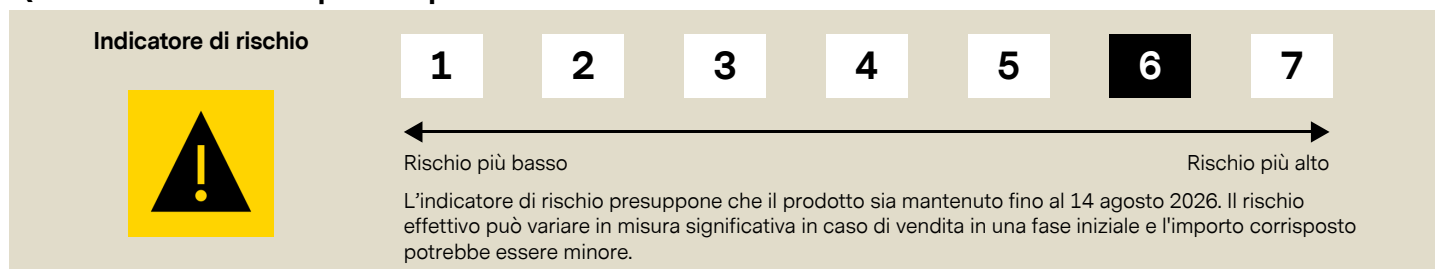 Indicatore di rischio
1 2 3 4 5 6 7
Rischio più basso Rischio più alto
L'indicatore di rischio presuppone che il prodotto sia mantenuto fino al 14 agosto 2026. Il rischio
effettivo può variare in misura significativa in caso di vendita in una fase iniziale e l'importo corrisposto
potrebbe essere minore.